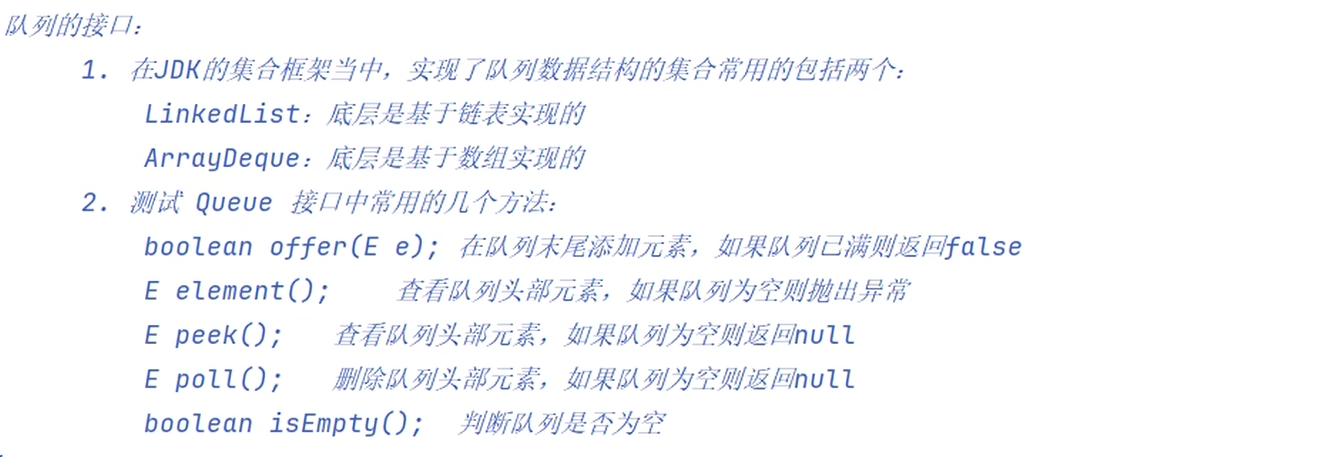 队列的接口：
1. 在JDK的集合框架当中，实现了队列数据结构的集合常用的包括两个：
LinkedList：底层是基于链表实现的
ArrayDeque：底层是基于数组实现的
2. 测试 Queue 接口中常用的几个方法：
boolean offer(E e); 在队列末尾添加元素，如果队列已满则返回false
E element(); 查看队列头部元素，如果队列为空则抛出异常
E peek(); 查看队列头部元素，如果队列为空则返回null
E poll(); 删除队列头部元素，如果队列为空则返回null
boolean isEmpty(); 判断队列是否为空